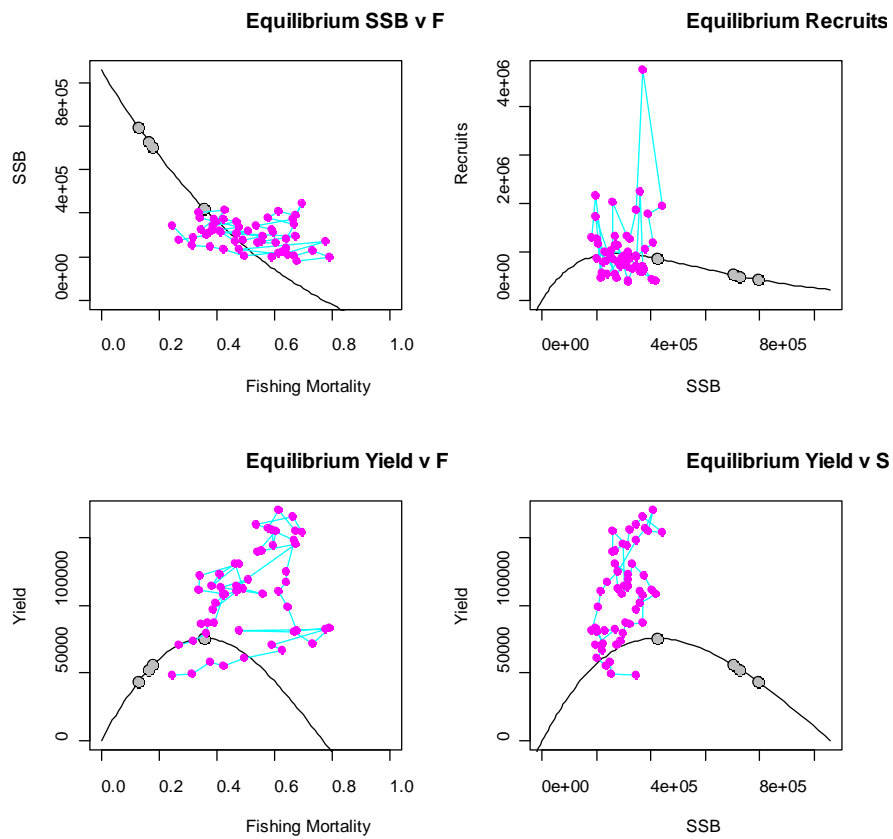 Equilibrium SSB v F
SSB
0e+00
4e+05
8e+05
0.0 0.2 0.4 0.6 0.8 1.0
Fishing Mortality
Equilibrium Recruits
Recruits
0e+00
2e+06
4e+06
0e+00 4e+05 8e+05
SSB
Equilibrium Yield v F
Yield
0
50000
100000
0.0 0.2 0.4 0.6 0.8 1.0
Fishing Mortality
Equilibrium Yield v S
Yield
0
50000
100000
0e+00 4e+05 8e+05
SSB